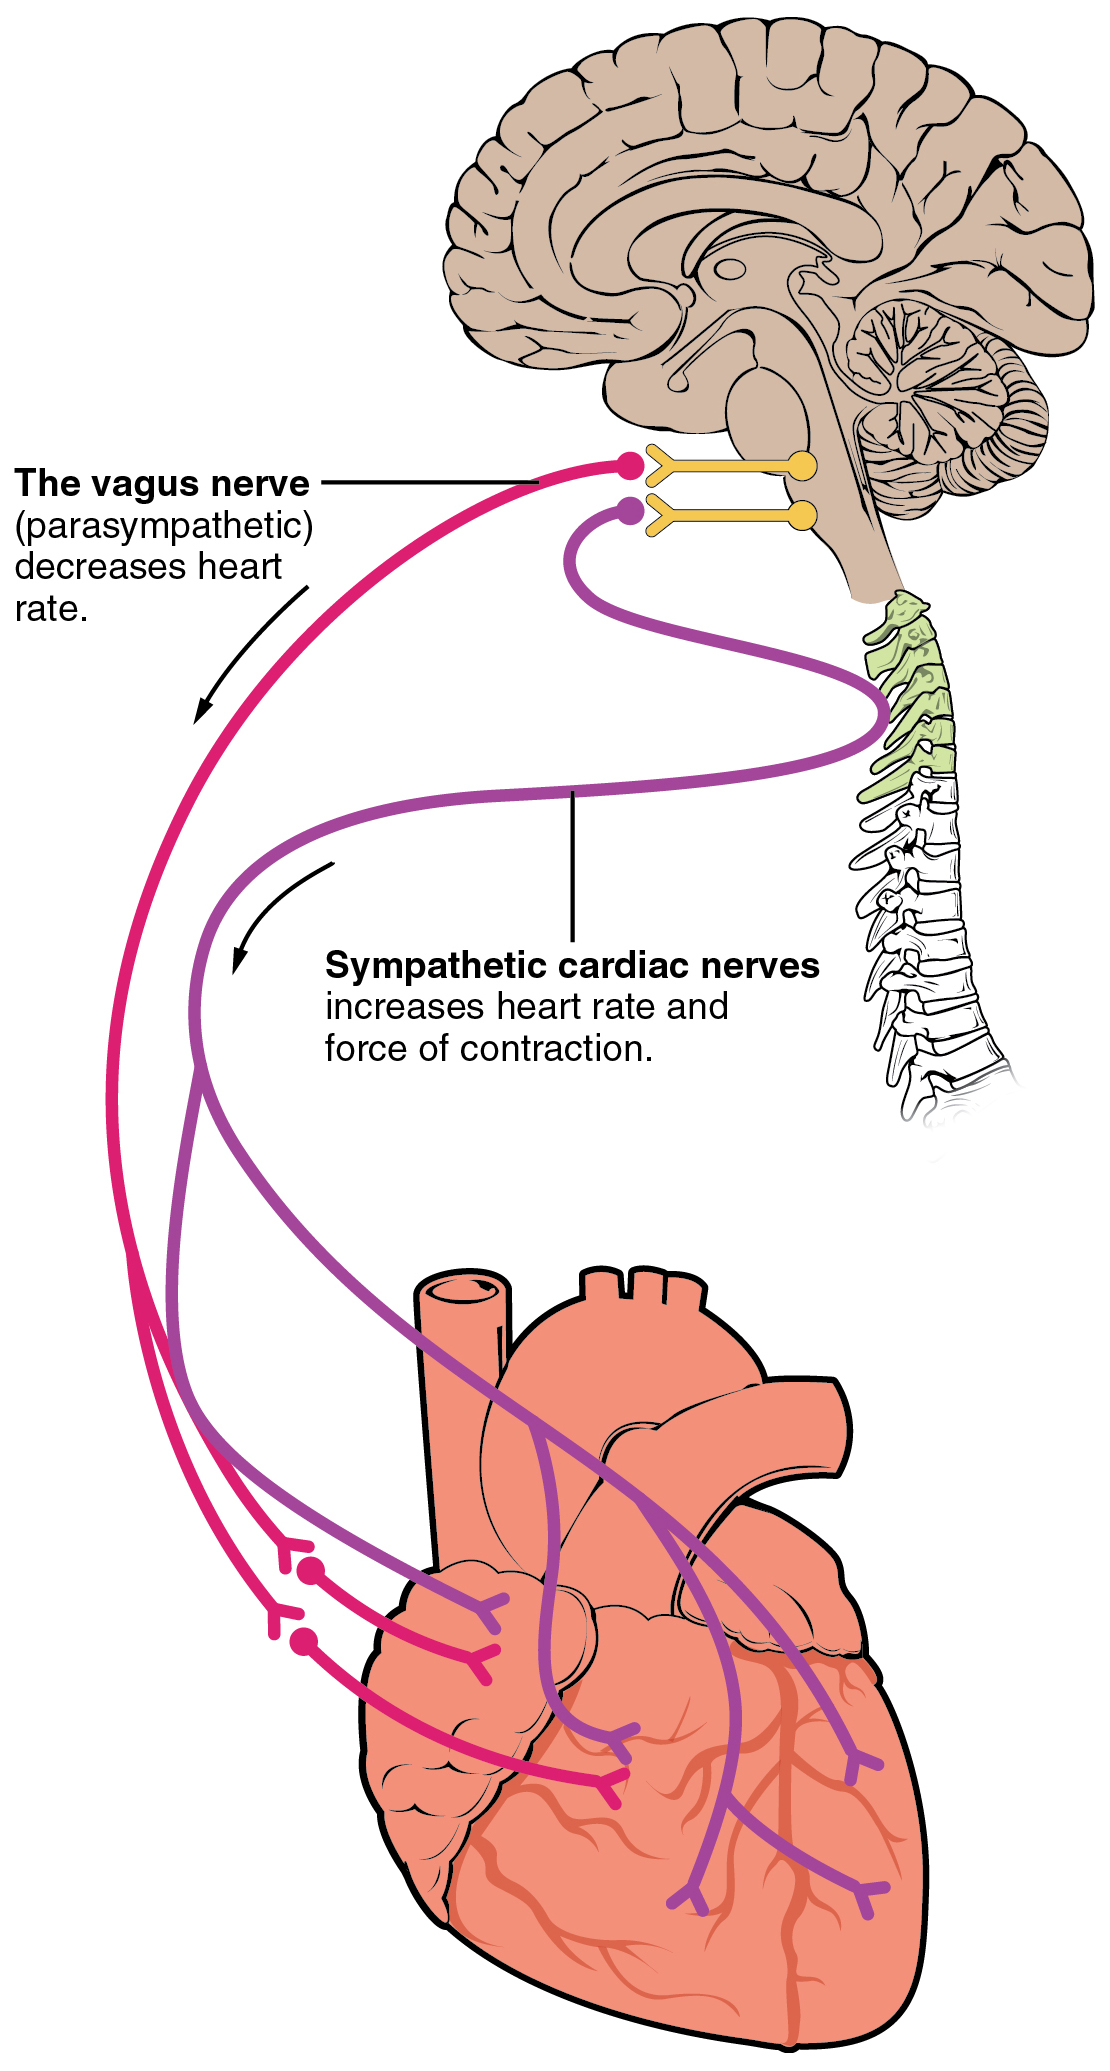 The vagus nerve
(parasympathetic)
decreases heart
rate.
Sympathetic cardiac nerves
increases heart rate and
force of contraction.